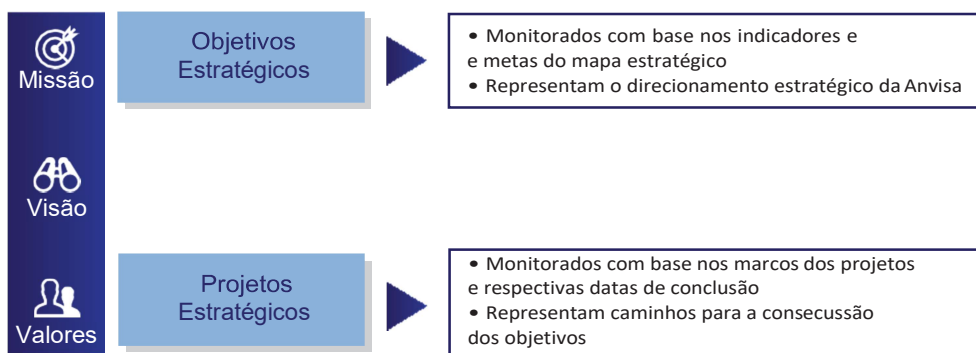 Missão
Objetivos
Estratégicos
• Monitorados com base nos indicadores e
e metas do mapa estratégico
• Representam o direcionamento estratégico da Anvisa
Visão
Valores
Projetos
Estratégicos
• Monitorados com base nos marcos dos projetos
e respectivas datas de conclusão
• Representam caminhos para a consecussão
dos objetivos